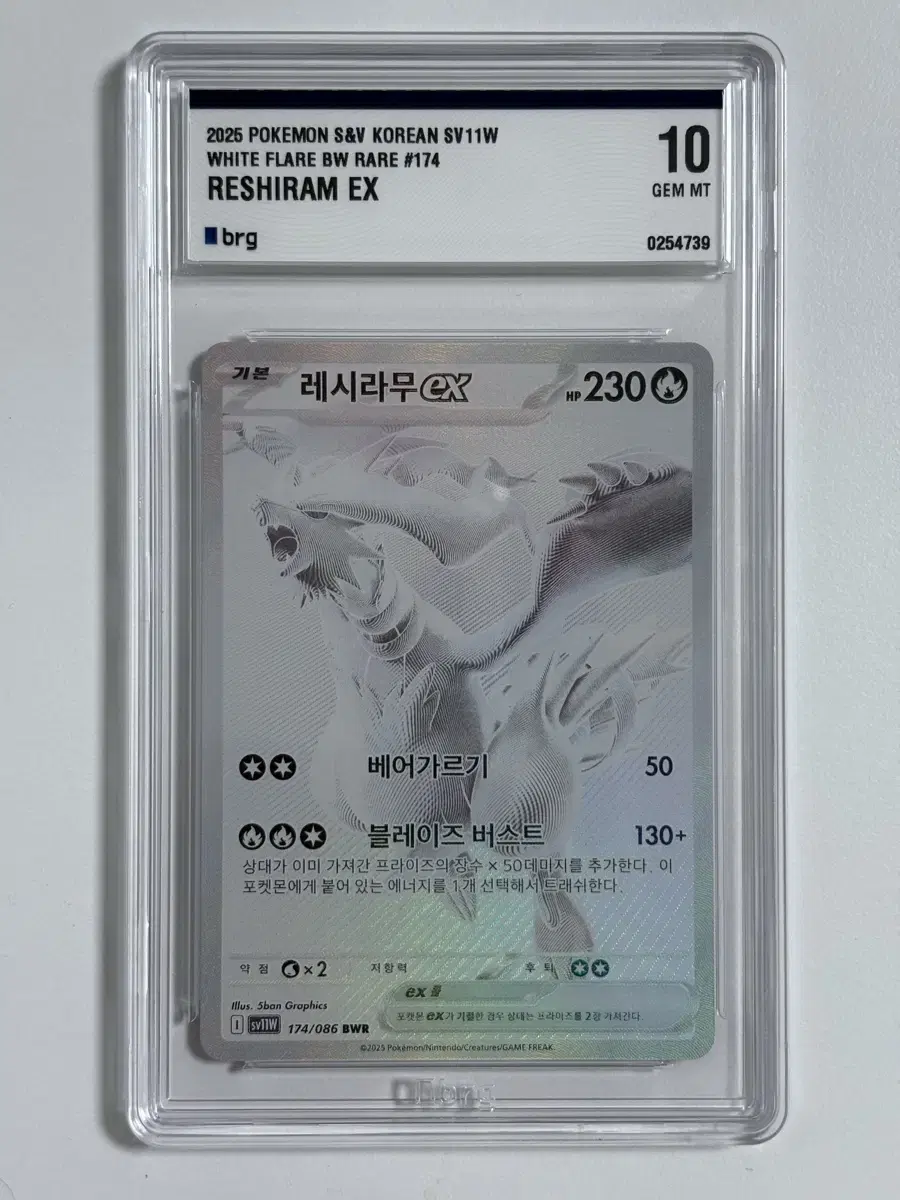 2025 POKEMON S&V KOREAN SV11W
WHITE FLARE BW RARE #174
RESHIRAM EX
10
GEM MT
brg
0254739
기본 레시라무 ex HP 230
베어가르기 50
블레이즈 버스트 130+
상대가 이미 가져간 프라이즈의 장수 × 50데미지를 추가한다. 이
포켓몬에게 붙어 있는 에너지를 1개 선택해서 트래쉬한다.
약점 ×2 저항력 후퇴
ex 룰
포켓몬 ex가 기절한 경우 상대는 프라이즈를 2장 가져간다.
Illus. 5ban Graphics
I sv11W 174/086 BWR
©2025 Pokémon/Nintendo/Creatures/GAME FREAK.
brg